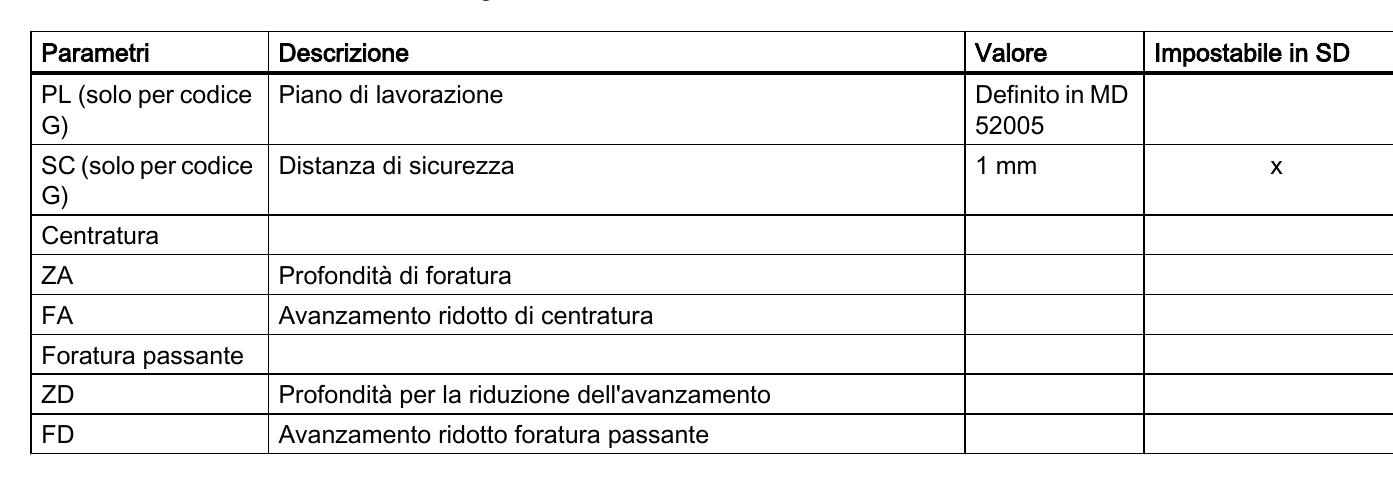 Parametri Descrizione Valore Impostabile in SD
PL (solo per codice Piano di lavorazione Definito in MD
G) 52005
SC (solo per codice Distanza di sicurezza 1 mm x
G)
Centratura
ZA Profondità di foratura
FA Avanzamento ridotto di centratura
Foratura passante
ZD Profondità per la riduzione dell'avanzamento
FD Avanzamento ridotto foratura passante